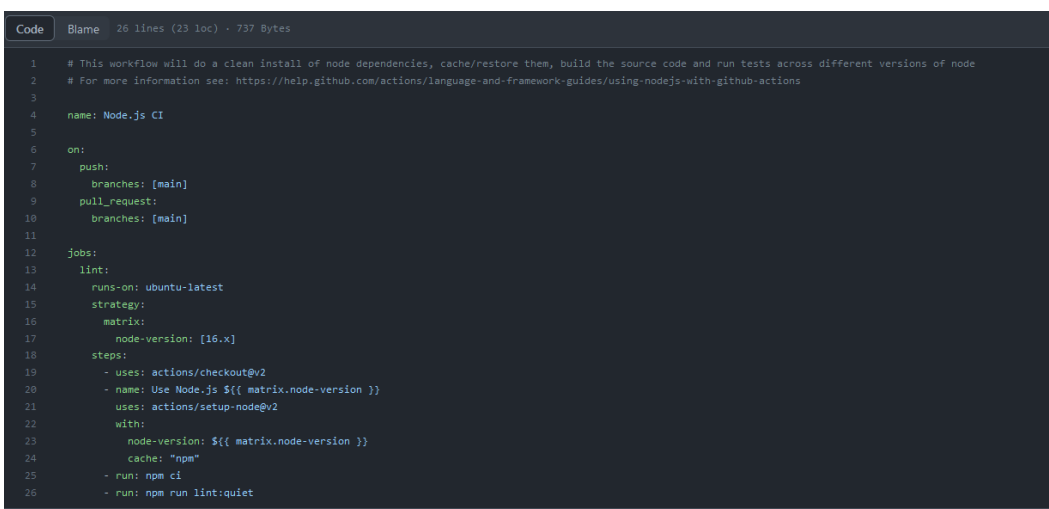 Code Blame 26 lines (23 loc) · 737 Bytes
1 # This workflow will do a clean install of node dependencies, cache/restore them, build the source code and run tests across different versions of node
2 # For more information see: https://help.github.com/actions/language-and-framework-guides/using-nodejs-with-github-actions
3
4 name: Node.js CI
5
6 on:
7   push:
8     branches: [main]
9   pull_request:
10     branches: [main]
11
12 jobs:
13   lint:
14     runs-on: ubuntu-latest
15     strategy:
16       matrix:
17         node-version: [16.x]
18     steps:
19       - uses: actions/checkout@v2
20       - name: Use Node.js ${{ matrix.node-version }}
21         uses: actions/setup-node@v2
22         with:
23           node-version: ${{ matrix.node-version }}
24           cache: "npm"
25       - run: npm ci
26       - run: npm run lint:quiet